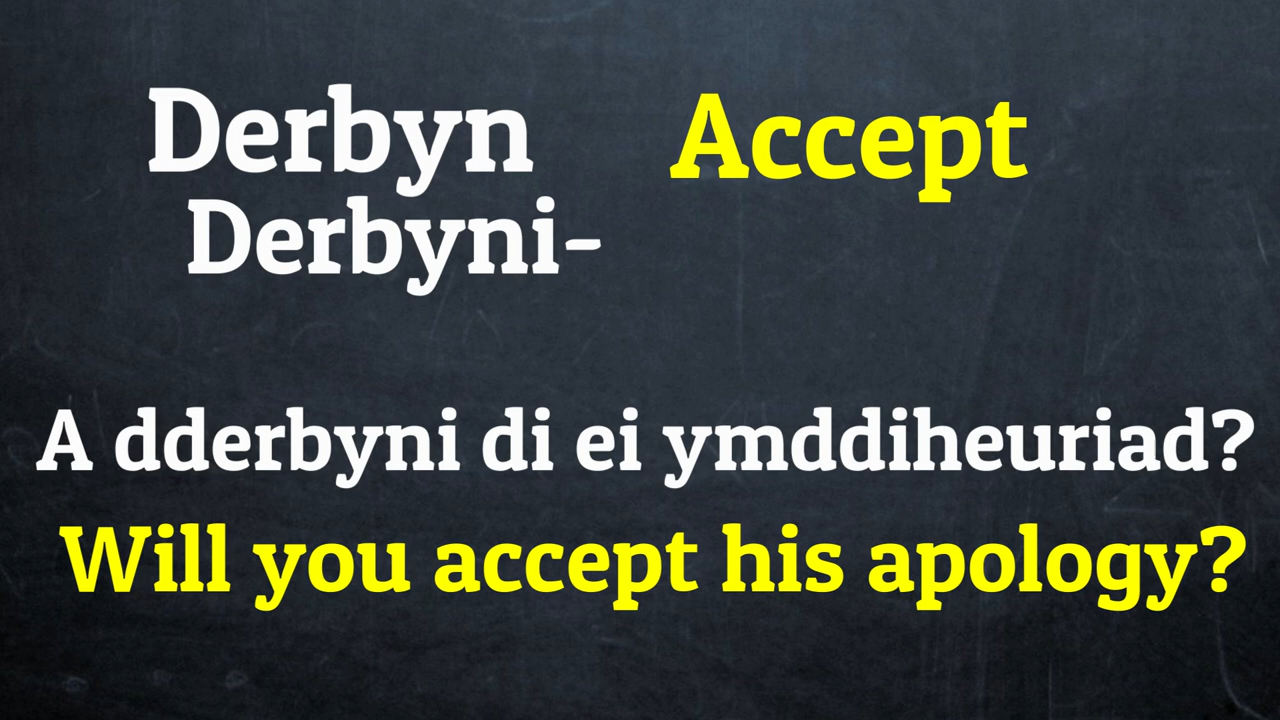 Derbyn Accept
Derbyni-
A dderbyni di ei ymddiheuriad?
Will you accept his apology?